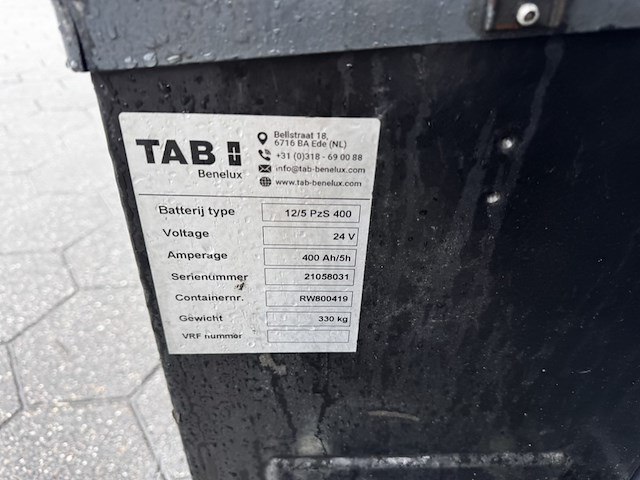 TAB
Benelux
Bellstraat 18,
6716 BA Ede (NL)
+31 (0)318 - 69 00 88
info@tab-benelux.com
www.tab-benelux.com
Batterij type 12/5 PzS 400
Voltage 24 V
Amperage 400 Ah/5h
Serienummer 21058031
Containernr. RW800419
Gewicht 330 kg
VRF nummer